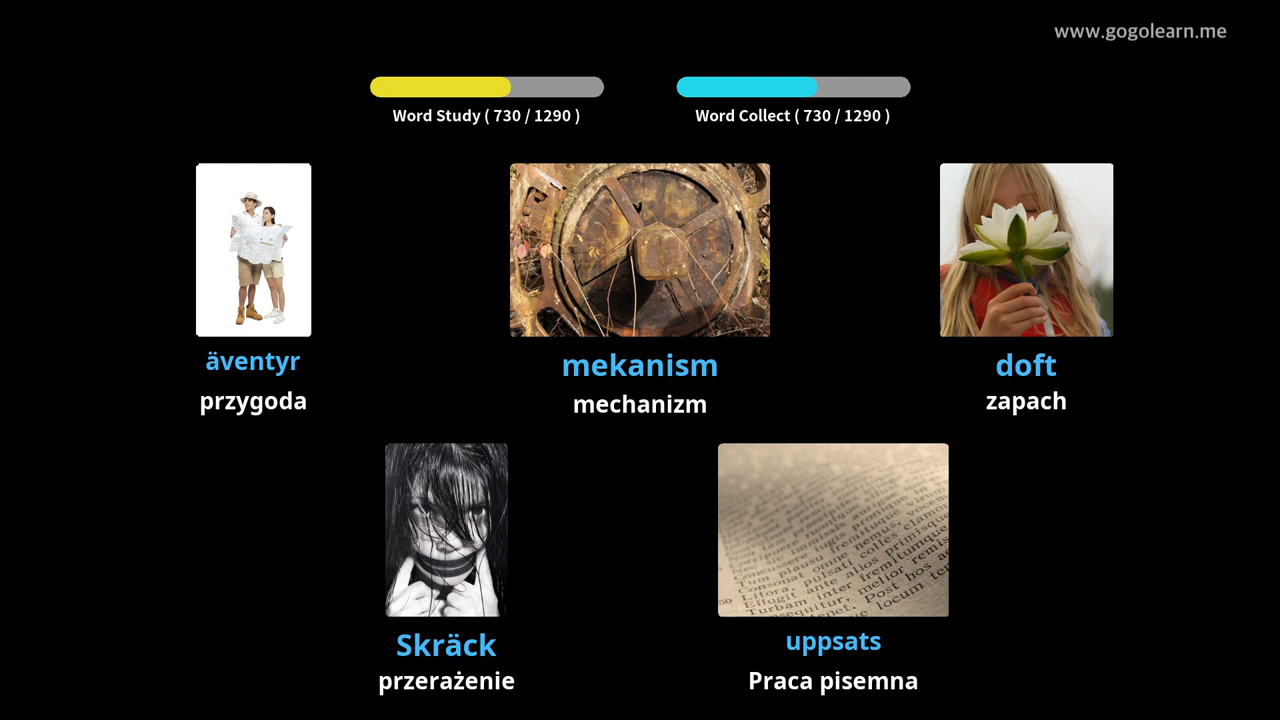 www.gogolearn.me
Word Study ( 730 / 1290 )
Word Collect ( 730 / 1290 )
äventyr
przygoda
mekanism
mechanizm
doft
zapach
Skräck
przerażenie
uppsats
Praca pisemna